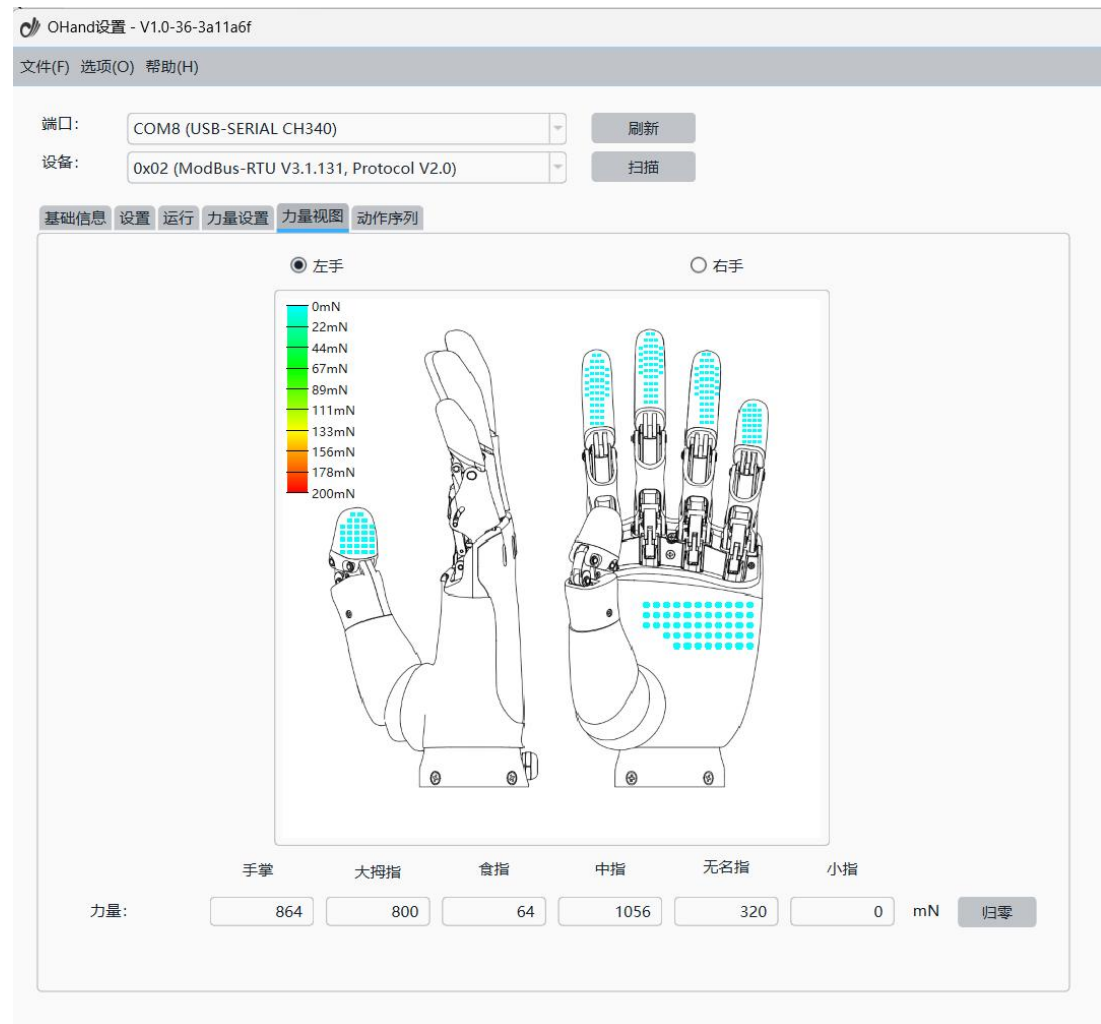 OHand设置 - V1.0-36-3a11a6f
文件(F) 选项(O) 帮助(H)
端口: COM8 (USB-SERIAL CH340) 刷新
设备: 0x02 (ModBus-RTU V3.1.131, Protocol V2.0) 扫描
基础信息 设置 运行 力量设置 力量视图 动作序列
左手 右手
0mN
22mN
44mN
67mN
89mN
111mN
133mN
156mN
178mN
200mN
手掌 大拇指 食指 中指 无名指 小指
力量: 864 800 64 1056 320 0 mN 归零